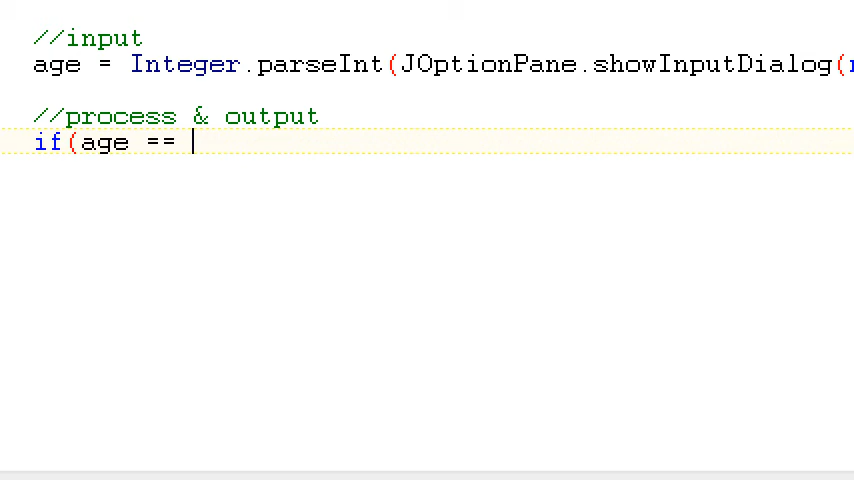 //input
age = Integer.parseInt(JOptionPane.showInputDialog(
//process & output
if(age ==